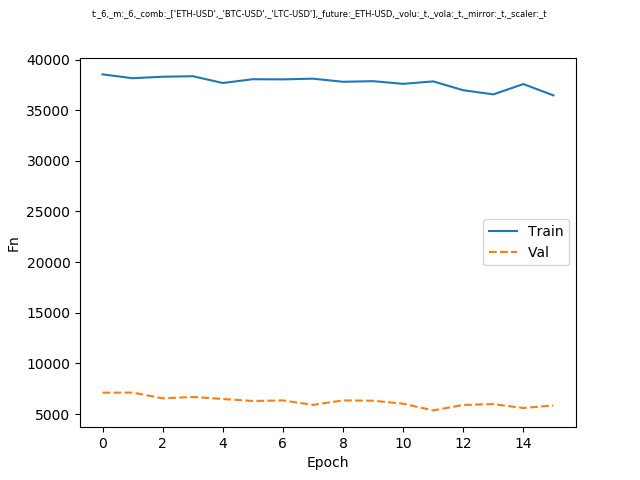 t:_6,_m:_6,_comb:_['ETH-USD',_'BTC-USD',_'LTC-USD'],_future:_ETH-USD,_volu:_t,_vola:_t,_mirror:_t,_scaler:_t
40000
35000
30000
25000
20000
15000
10000
5000
Fn
Train
Val
0 2 4 6 8 10 12 14
Epoch